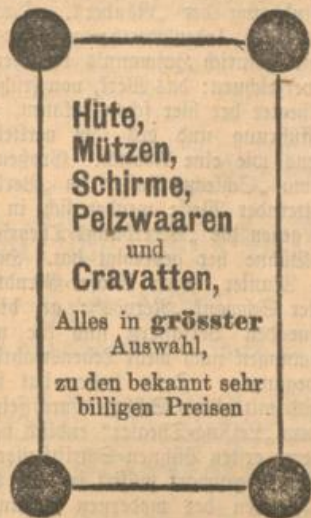 Hüte,
Mützen,
Schirme,
Pelzwaaren
und
Cravatten,
Alles in grösster
Auswahl,
zu den bekannt sehr
billigen Preisen